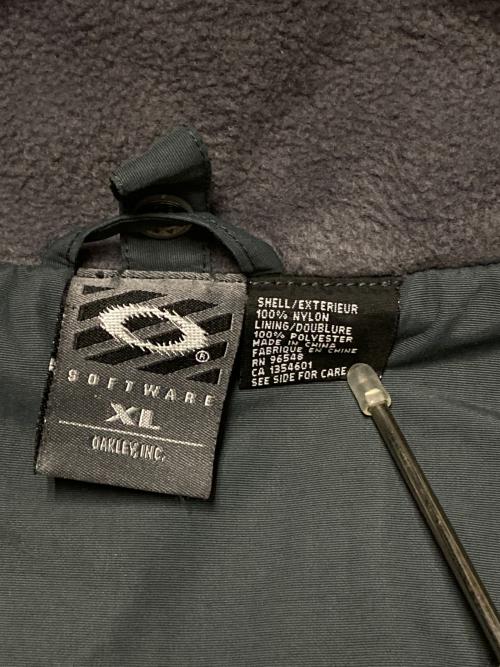 ®
SOFTWARE
XL
OAKLEY, INC.
SHELL/EXTERIEUR
100% NYLON
LINING/DOUBLURE
100% POLYESTER
MADE IN CHINA
FABRIQUE EN CHINE
RN 96548
CA 1354601
SEE SIDE FOR CARE